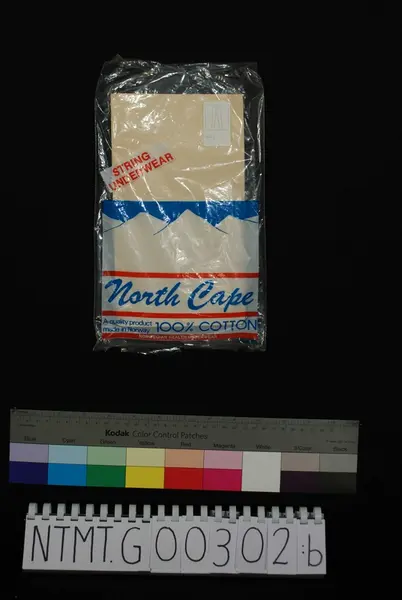 STRING
UNDERWEAR
North Cape
A quality product
made in Norway
100% COTTON
Kodak Color Control Patches
Blue Cyan Green Yellow Red Magenta White Black
NTMT.G00302:b